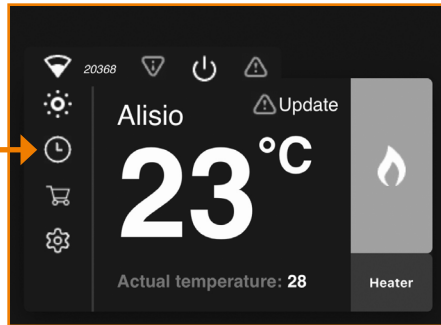 20368
Alisio
Update
23°C
Actual temperature: 28
Heater